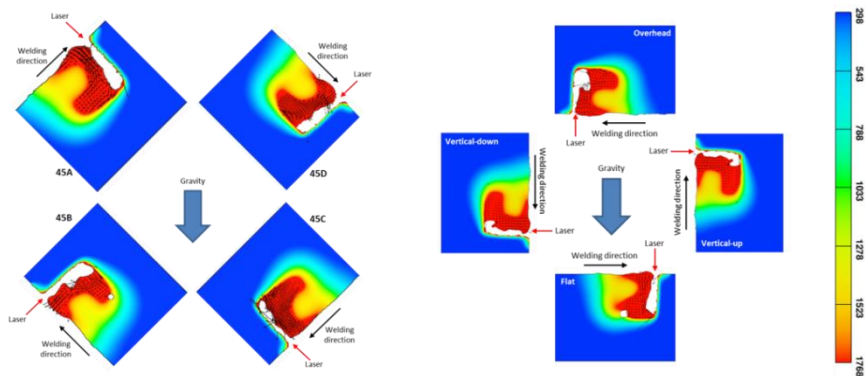 Laser
Welding
direction
45A
Welding
direction
Laser
45D
Gravity
45B
Laser
Welding
direction
45C
Welding
direction
Laser
Overhead
Welding direction
Laser
Vertical-down
Welding direction
Laser
Gravity
Laser
Welding direction
Vertical-up
Laser
Welding direction
Flat
298
543
788
1033
1278
1523
1768